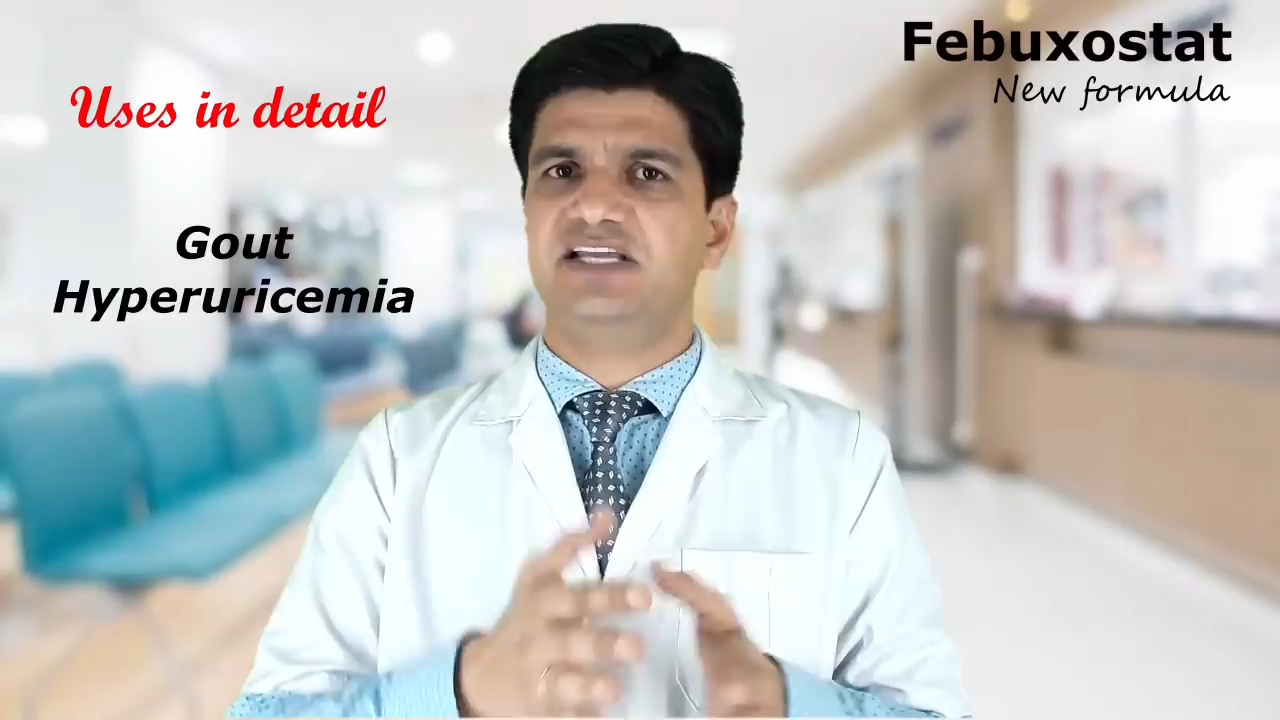 Febuxostat
New formula
Uses in detail
Gout
Hyperuricemia